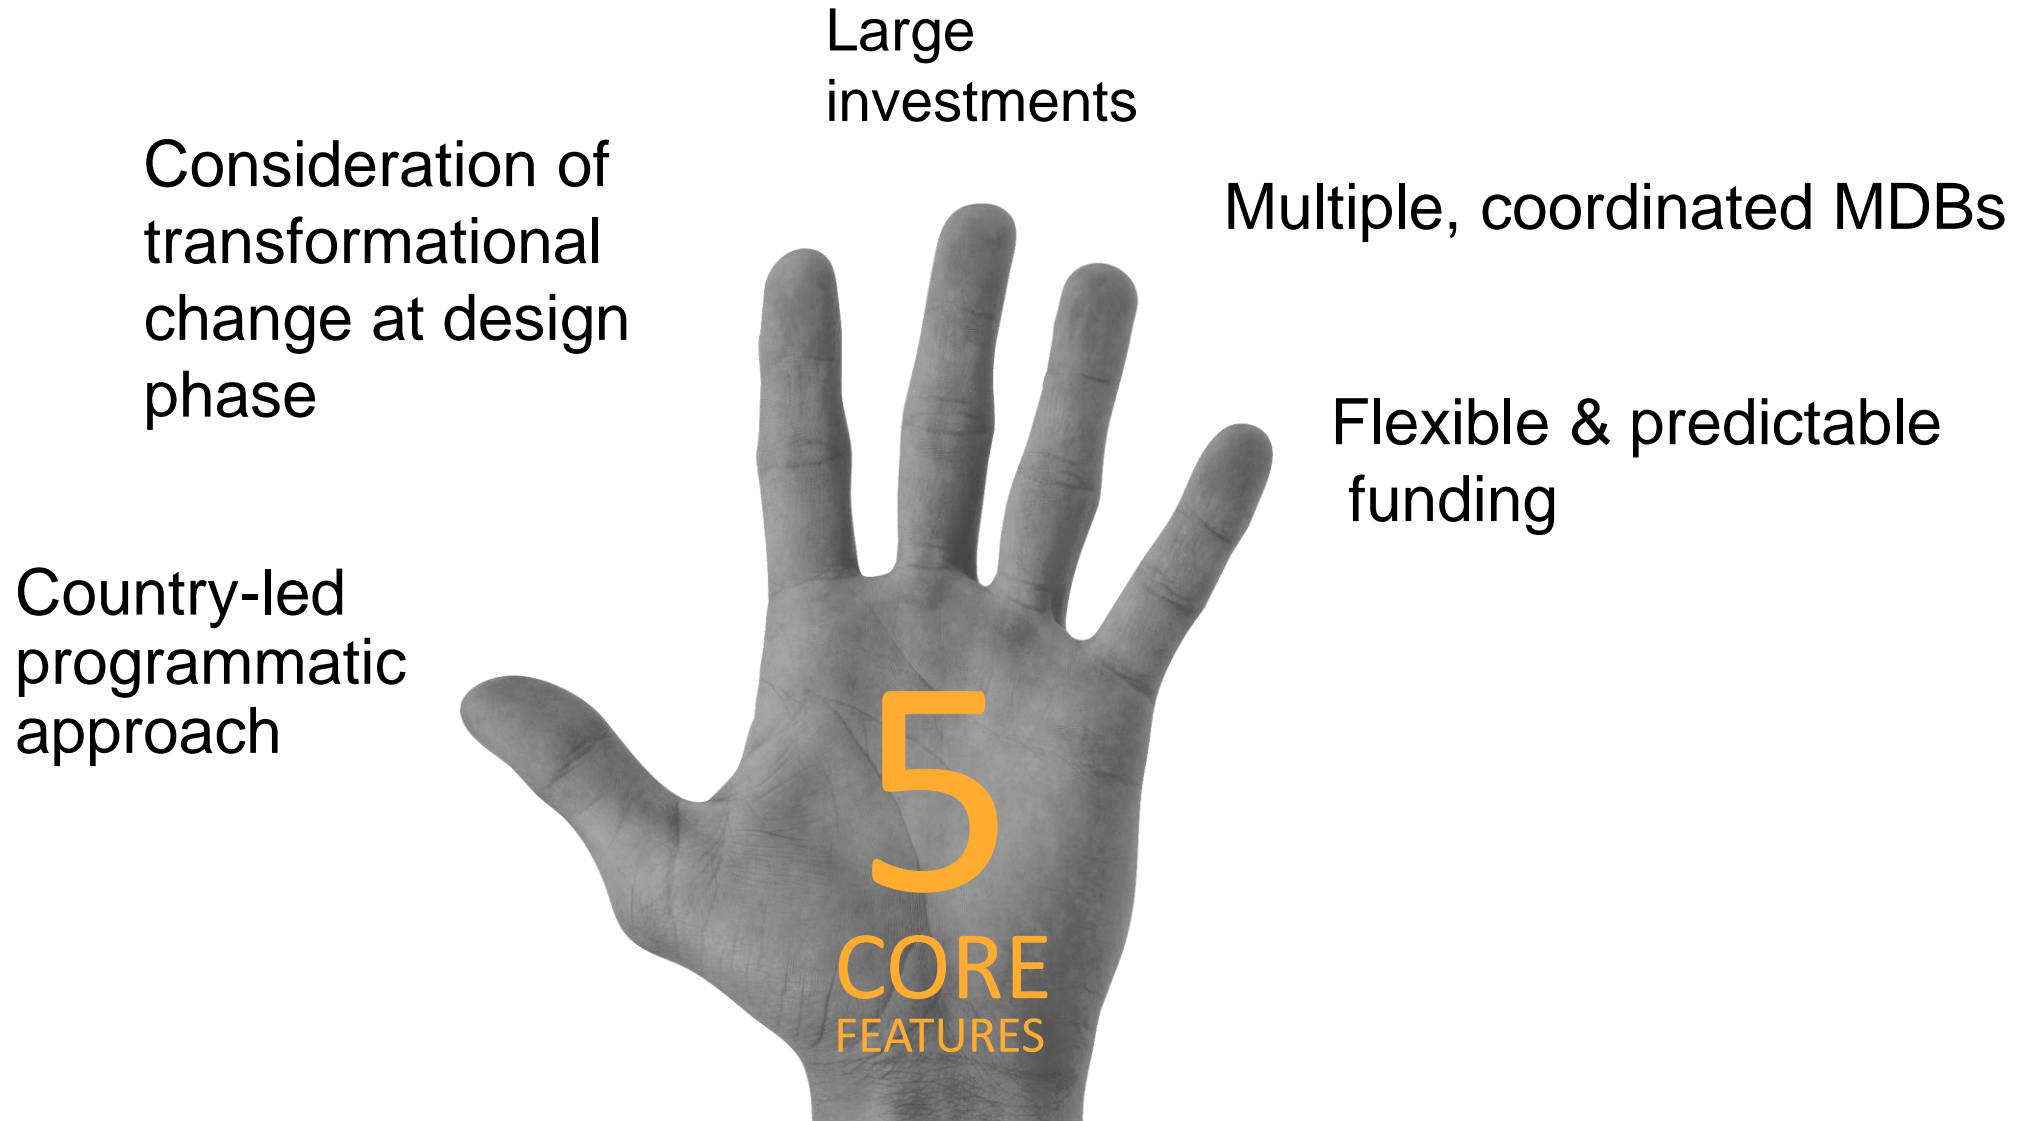 Large
investments
Consideration of
transformational
change at design
phase
Multiple, coordinated MDBs
Flexible & predictable
funding
Country-led
programmatic
approach
5
CORE
FEATURES